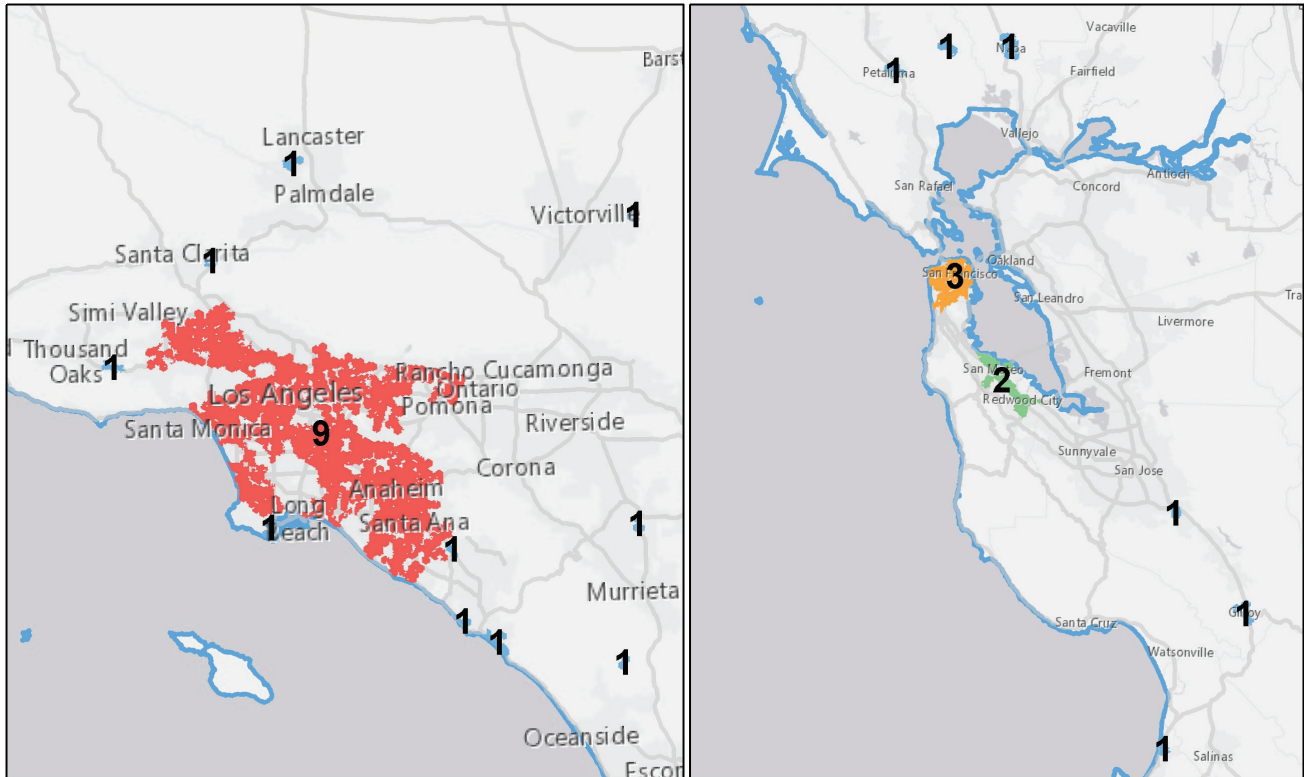 Barst
Lancaster
1
Palmdale
Victorville
1
Santa Clarita
1
Simi Valley
Thousand
Oaks
1
Rancho Cucamonga
Ontario
Los Angeles
Pomona
Santa Monica
9
Riverside
Corona
Anaheim
Long
Beach
1
Santa Ana
1
1
Murrieta
1
1
1
Oceanside
Escon
Vacaville
1
1
Napa
Petaluma
1
Fairfield
Vallejo
San Rafael
Concord
Antioch
Oakland
San Francisco
3
San Leandro
Tra
Livermore
San Mateo
2
Fremont
Redwood City
Sunnyvale
San Jose
1
Gilroy
1
Santa Cruz
Watsonville
1
Salinas